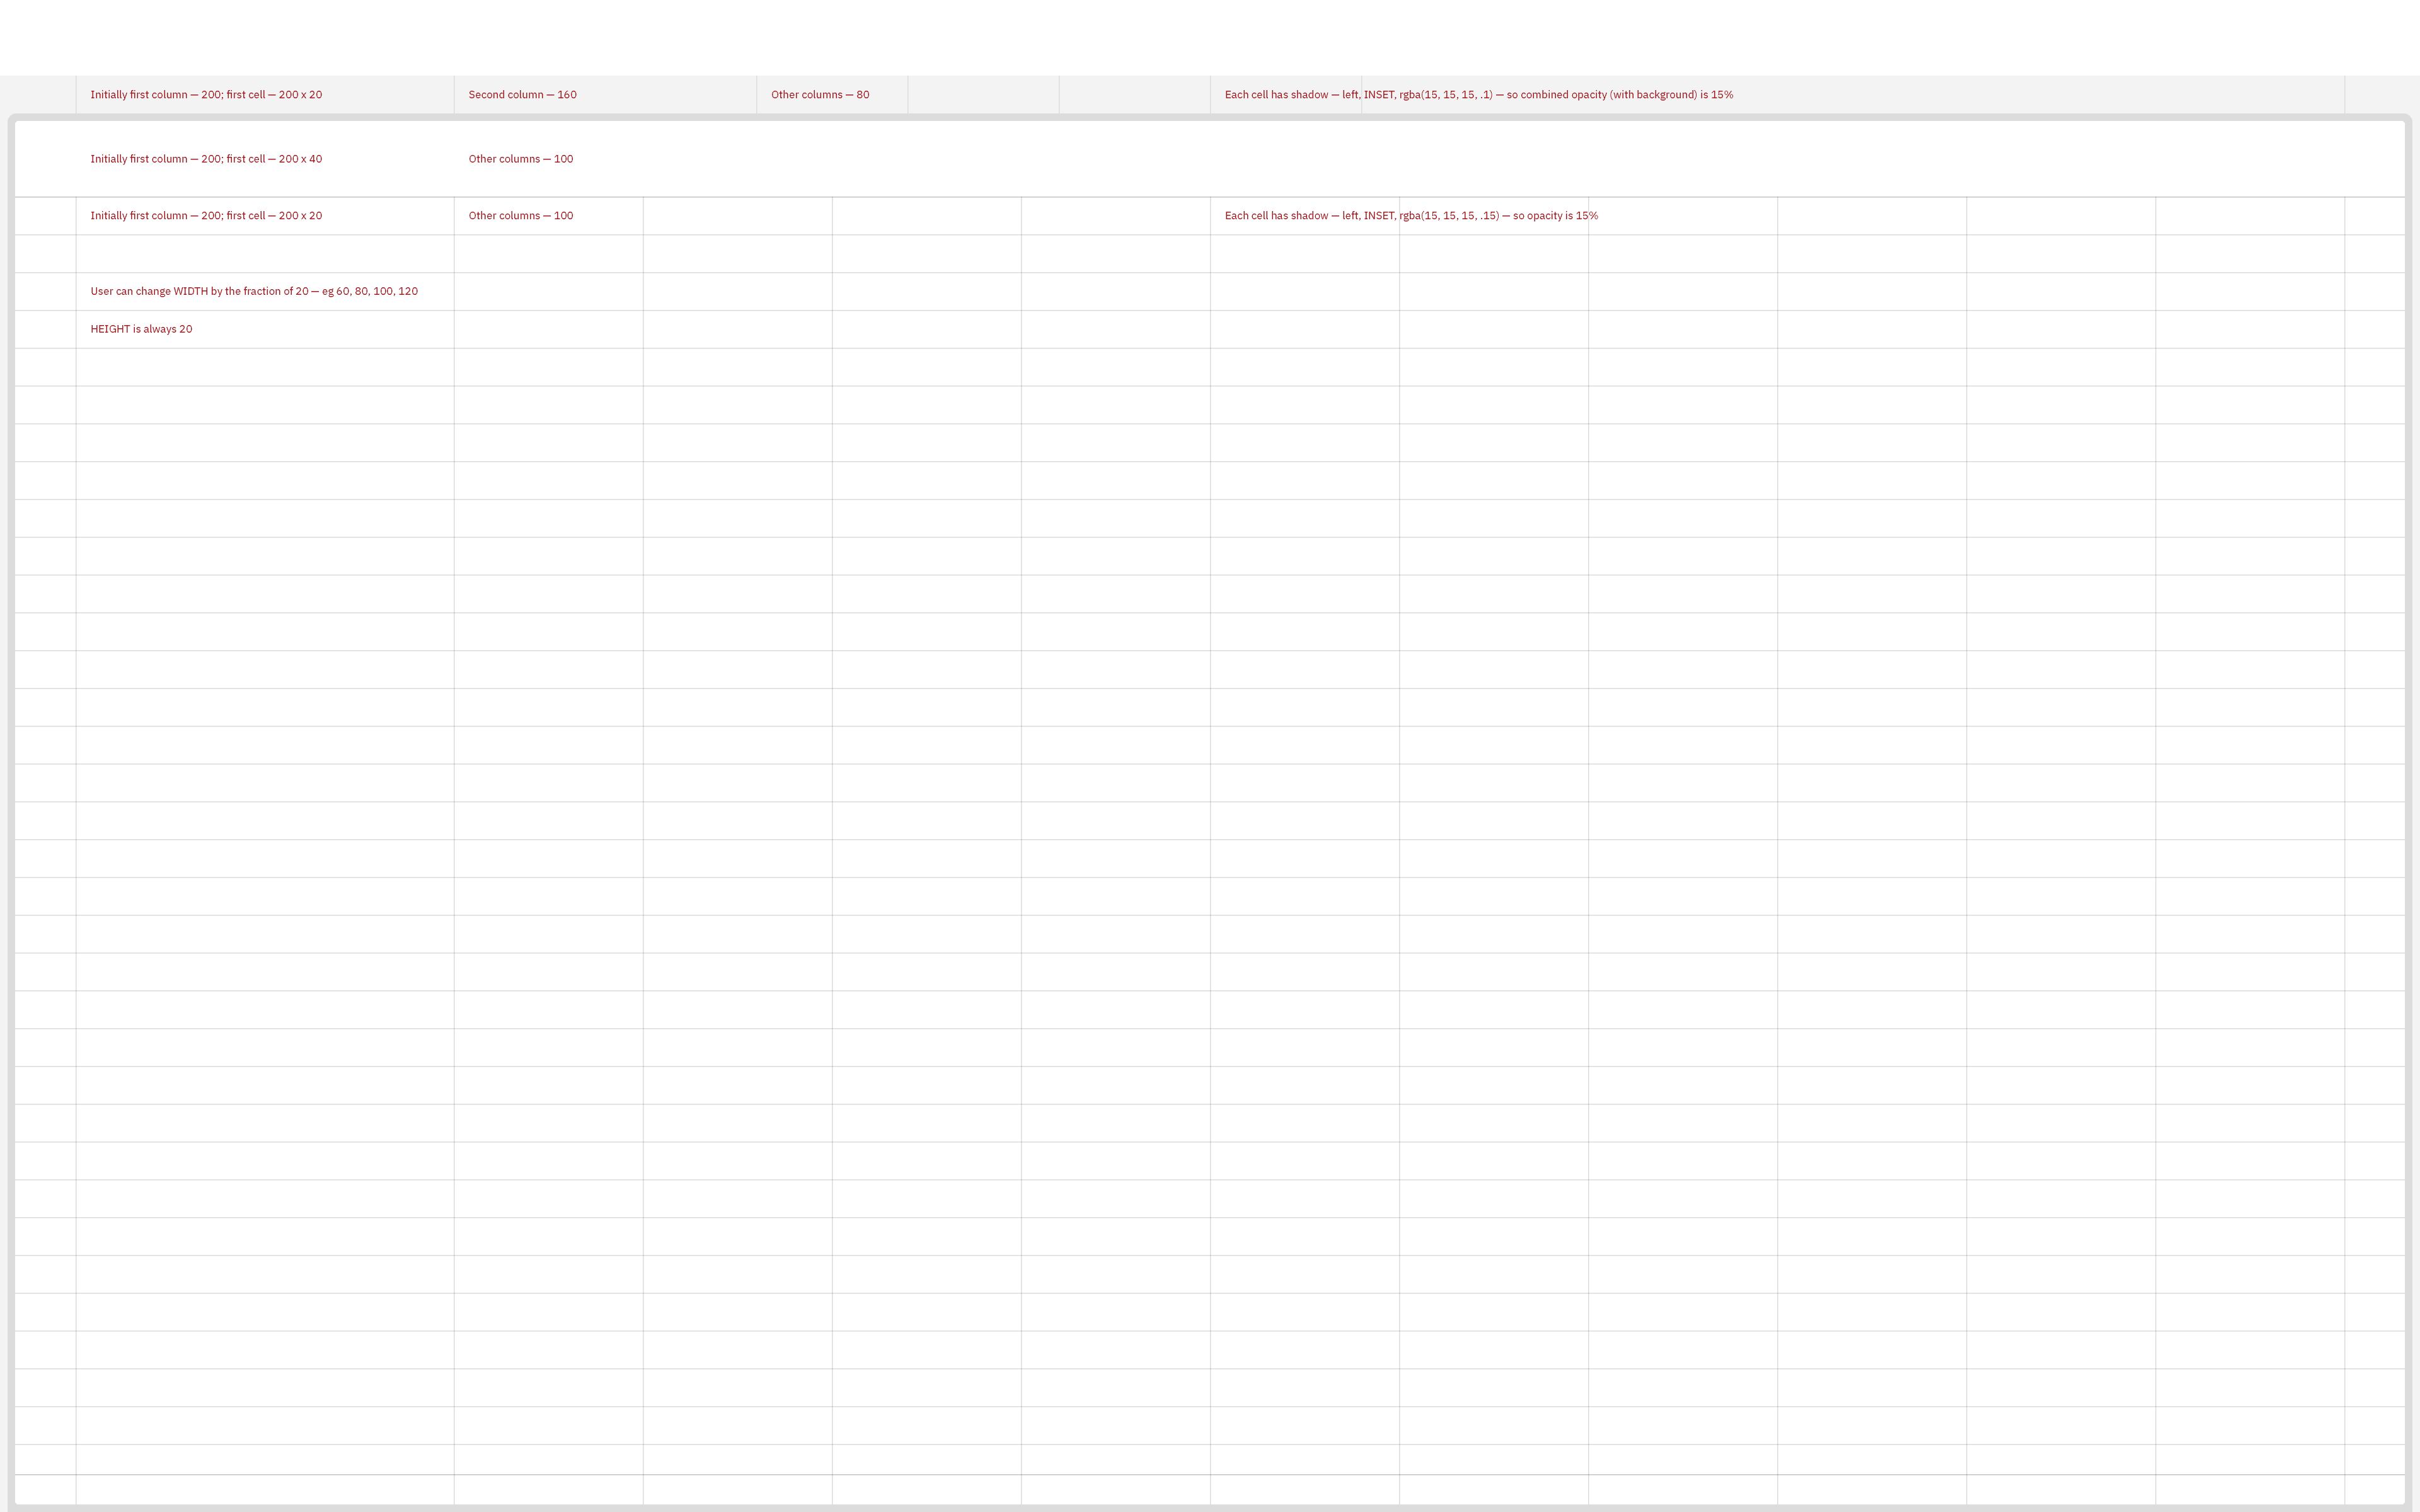 Initially first column — 200; first cell — 200 x 20
Second column — 160
Other columns — 80
Each cell has shadow — left, INSET, rgba(15, 15, 15, .1) — so combined opacity (with background) is 15%
Initially first column — 200; first cell — 200 x 40
Other columns — 100
Initially first column — 200; first cell — 200 x 20
Other columns — 100
Each cell has shadow — left, INSET, rgba(15, 15, 15, .15) — so opacity is 15%
User can change WIDTH by the fraction of 20 — eg 60, 80, 100, 120
HEIGHT is always 20